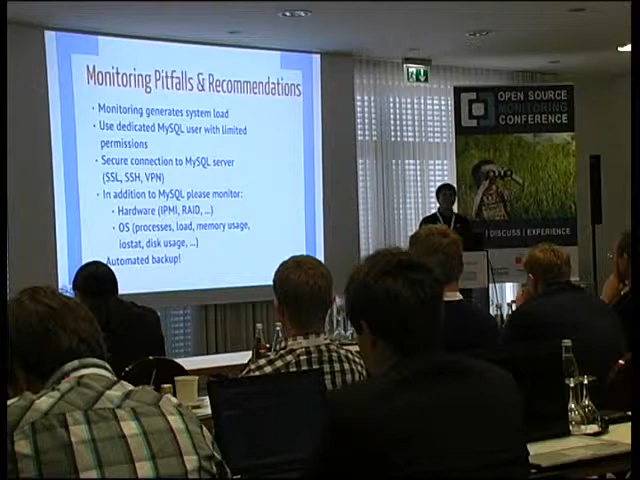 Monitoring Pitfalls & Recommendations
• Monitoring generates system load
• Use dedicated MySQL user with limited
permissions
• Secure connection to MySQL server
(SSL, SSH, VPN)
• In addition to MySQL please monitor:
• Hardware (IPMI, RAID, ...)
• OS (processes, load, memory usage,
iostat, disk usage, ...)
Automated backup!
OPEN SOURCE
MONITORING
CONFERENCE
| DISCUSS | EXPERIENCE